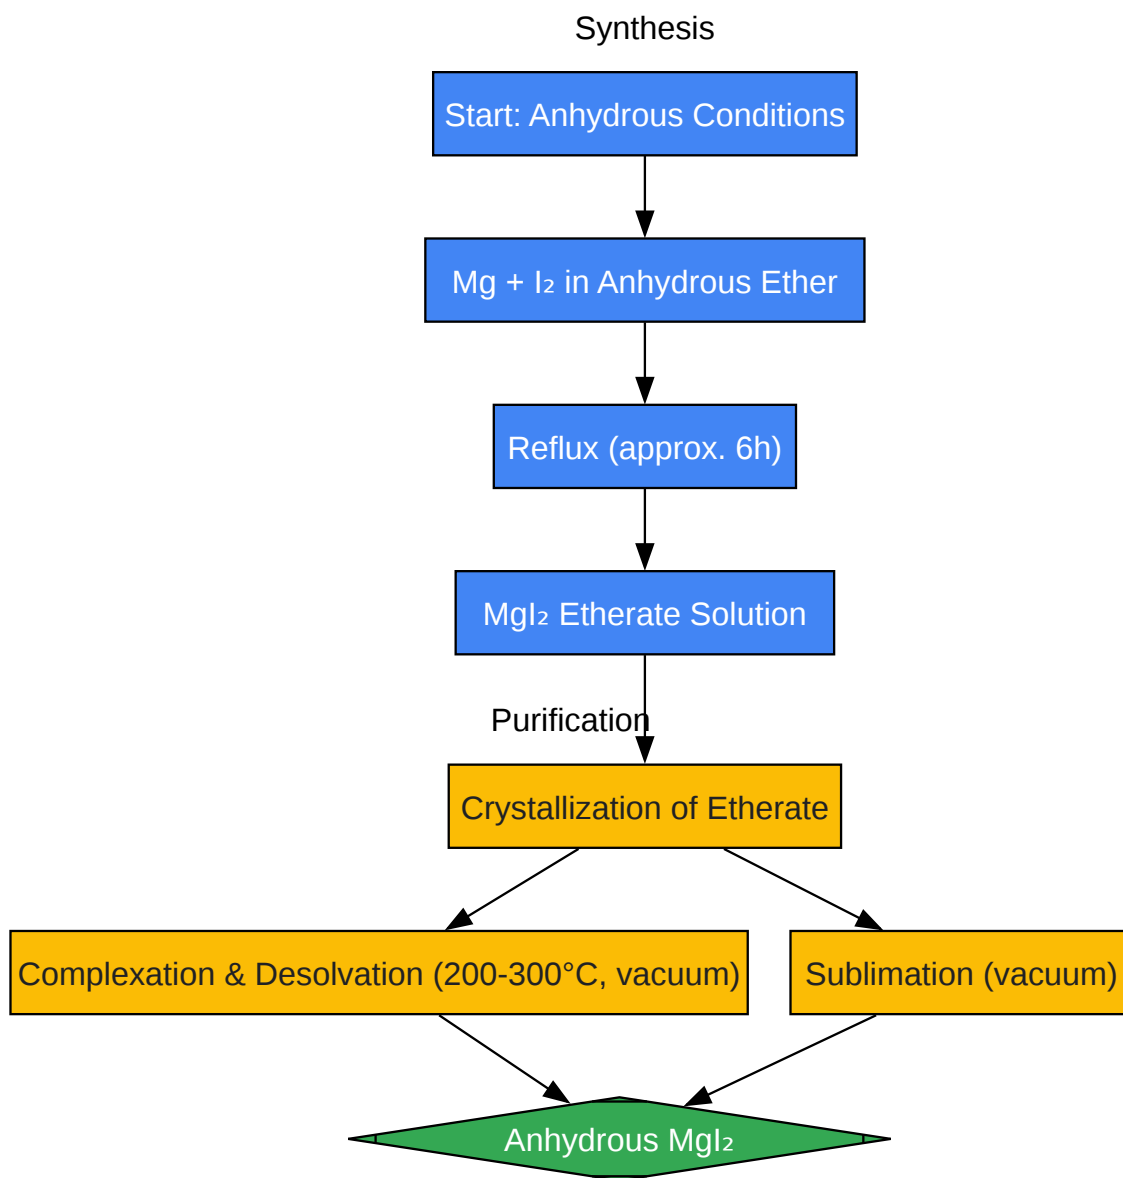 Synthesis
Start: Anhydrous Conditions
Mg + I₂ in Anhydrous Ether
Reflux (approx. 6h)
MgI₂ Etherate Solution
Purification
Crystallization of Etherate
Complexation & Desolvation (200-300°C, vacuum)
Sublimation (vacuum)
Anhydrous MgI₂